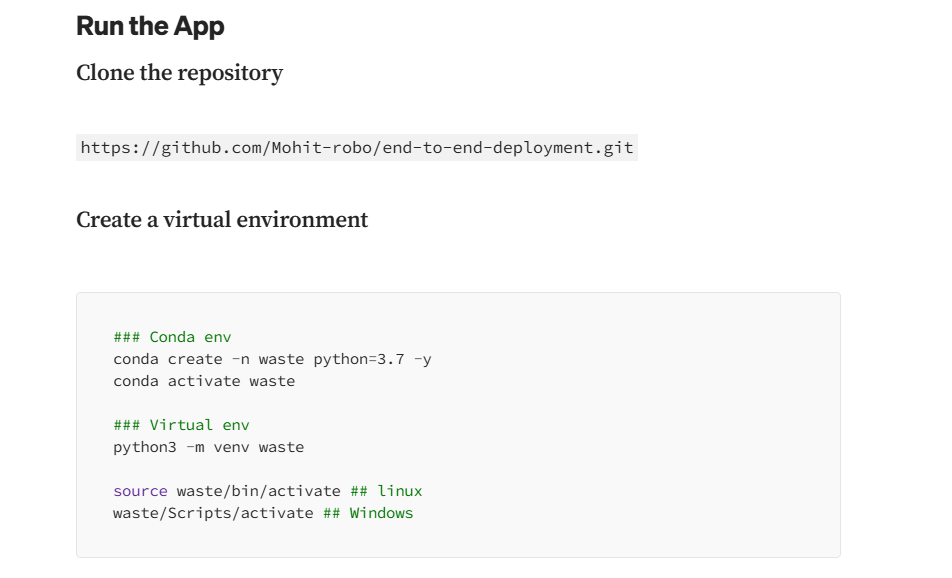 Run the App
Clone the repository
https://github.com/Mohit-robo/end-to-end-deployment.git
Create a virtual environment
### Conda env
conda create -n waste python=3.7 -y
conda activate waste
### Virtual env
python3 -m venv waste
source waste/bin/activate ## linux
waste/Scripts/activate ## Windows